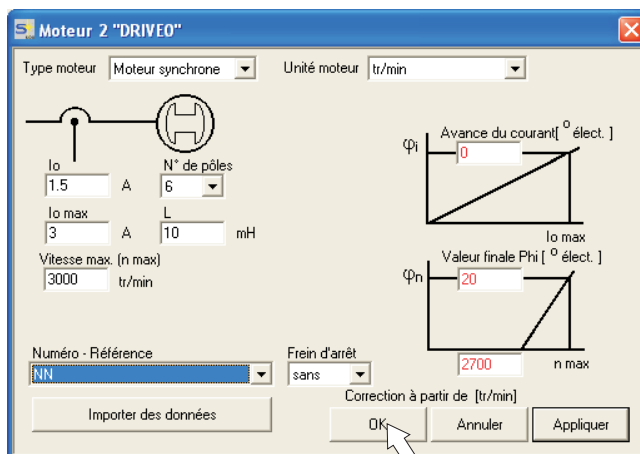 Moteur 2 "DRIVE0"
Type moteur Moteur synchrone Unité moteur tr/min
Io N° de pôles
1.5 A 6
Io max L
3 A 10 mH
Vitesse max. (n max)
3000 tr/min
Avance du courant[ ° élect. ]
φi 0
Io max
Valeur finale Phi [ ° élect. ]
φn 20
2700 n max
Correction à partir de [tr/min]
Numéro - Référence Frein d'arrêt
NN sans
Importer des données
OK Annuler Appliquer